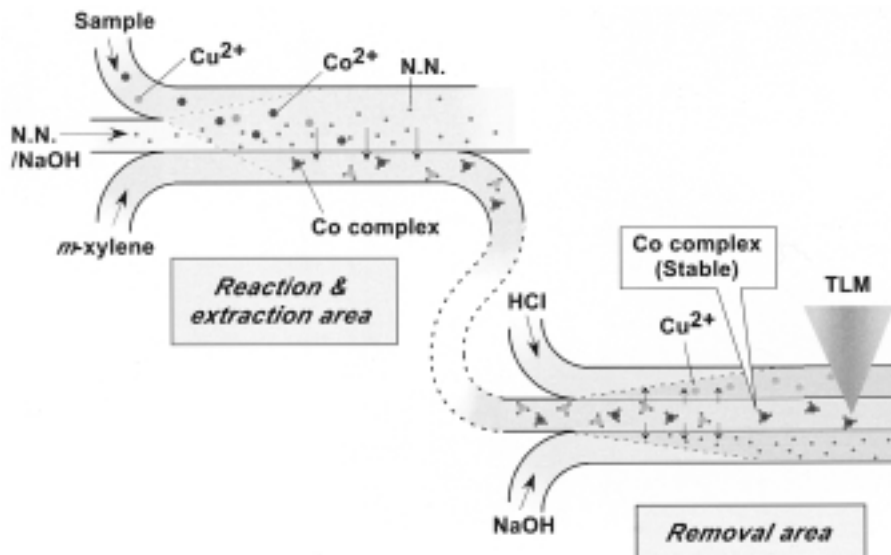 Sample
Cu2+
Co2+
N.N.
N.N.
/NaOH
Co complex
m-xylene
Reaction &
extraction area
Co complex
(Stable)
TLM
HCl
Cu2+
NaOH
Removal area